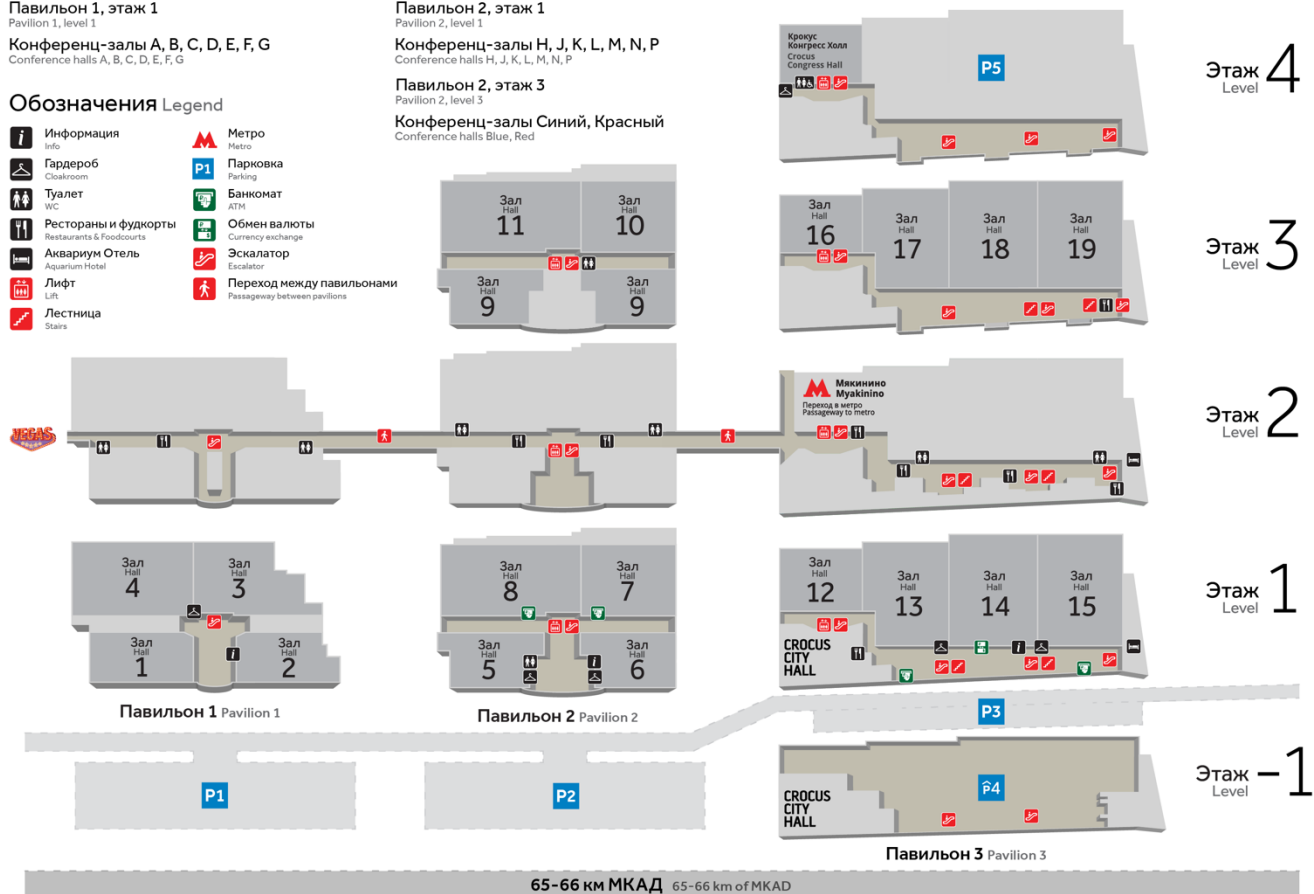 Павильон 1, этаж 1
Pavilion 1, level 1
Конференц-залы A, B, C, D, E, F, G
Conference halls A, B, C, D, E, F, G
Павильон 2, этаж 1
Pavilion 2, level 1
Конференц-залы H, J, K, L, M, N, P
Conference halls H, J, K, L, M, N, P
Павильон 2, этаж 3
Pavilion 2, level 3
Конференц-залы Синий, Красный
Conference halls Blue, Red
Обозначения Legend
Информация
Info
Гардероб
Cloakroom
Туалет
WC
Рестораны и фудкорты
Restaurants & Foodcourts
Аквариум Отель
Aquarium Hotel
Лифт
Lift
Лестница
Stairs
Метро
Metro
P1
Парковка
Parking
Банкомат
ATM
Обмен валюты
Currency exchange
Эскалатор
Escalator
Переход между павильонами
Passageway between pavilions
Крокус
Конгресс Холл
Crocus
Congress Hall
P5
Этаж 4
Level
Зал
Hall
11
Зал
Hall
10
Зал
Hall
9
Зал
Hall
9
Зал
Hall
16
Зал
Hall
17
Зал
Hall
18
Зал
Hall
19
Этаж 3
Level
VEGAS
Мякинино
Myakinino
Переход в метро
Passageway to metro
Этаж 2
Level
Зал
Hall
4
Зал
Hall
3
Зал
Hall
1
Зал
Hall
2
Павильон 1 Pavilion 1
Зал
Hall
8
Зал
Hall
7
Зал
Hall
5
Зал
Hall
6
Павильон 2 Pavilion 2
Зал
Hall
12
Зал
Hall
13
Зал
Hall
14
Зал
Hall
15
CROCUS
CITY
HALL
Этаж 1
Level
P3
P1
P2
P4
CROCUS
CITY
HALL
Этаж –1
Level
Павильон 3 Pavilion 3
65-66 км МКАД 65-66 km of MKAD